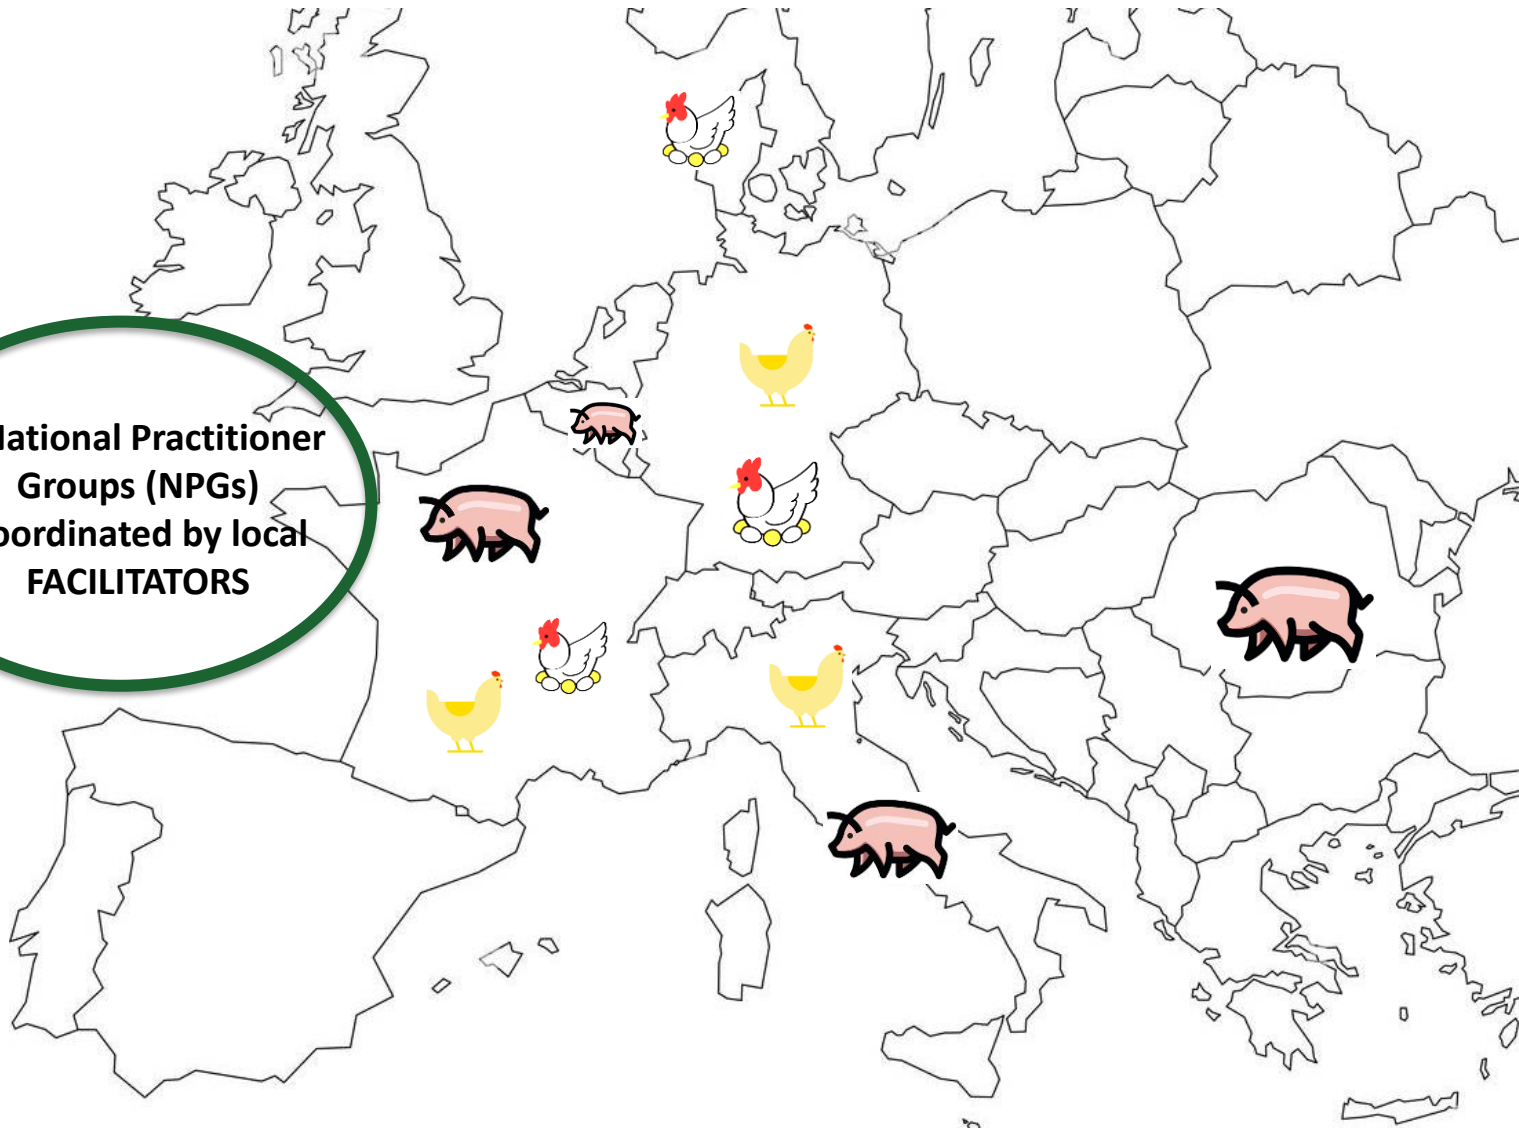 ational Practitioner
Groups (NPGs)
oordinated by local
FACILITATORS